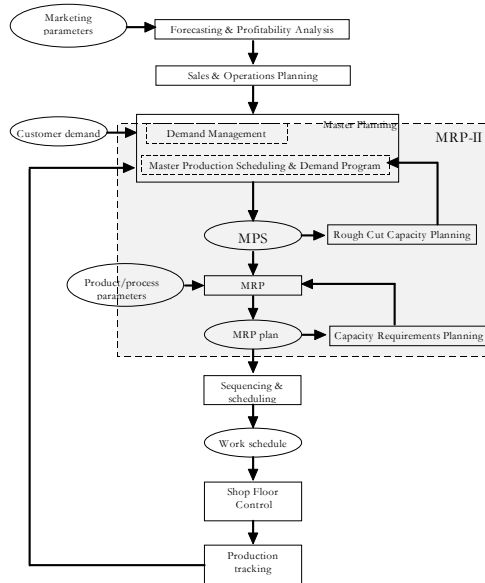 Marketing
parameters
Forecasting & Profitability Analysis
Sales & Operations Planning
Master Planning
Customer demand
Demand Management
MRP-II
Master Production Scheduling & Demand Program
MPS
Rough Cut Capacity Planning
Product/process
parameters
MRP
MRP plan
Capacity Requirements Planning
Sequencing &
scheduling
Work schedule
Shop Floor
Control
Production
tracking